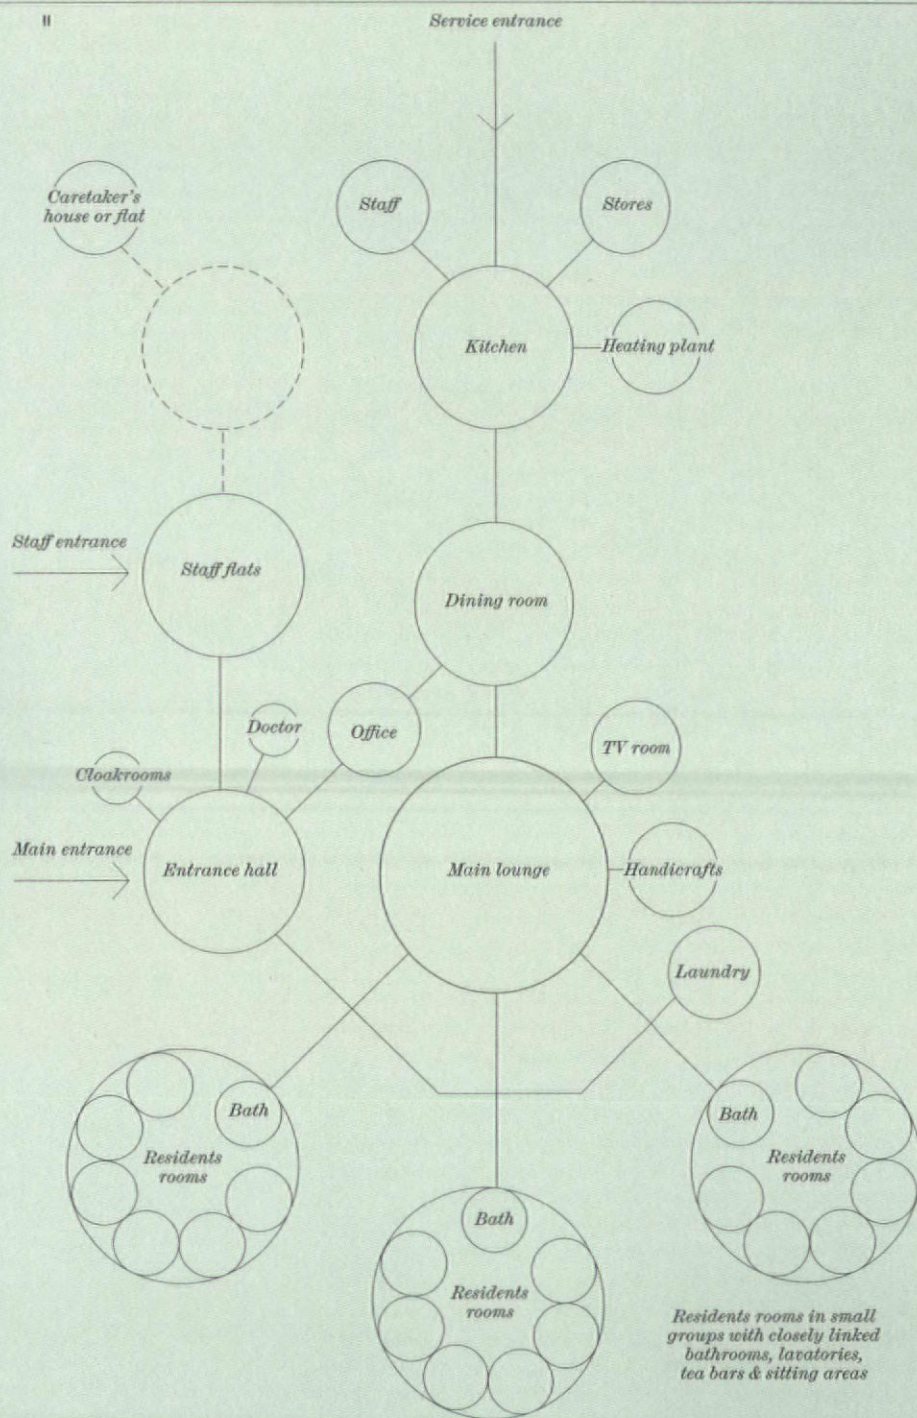 11
Service entrance
Caretaker's
house or flat
Staff
Stores
Kitchen
Heating plant
Staff entrance
Staff flats
Dining room
Doctor
Office
TV room
Cloakrooms
Main entrance
Entrance hall
Main lounge
Handicrafts
Laundry
Bath
Residents
rooms
Bath
Residents
rooms
Bath
Residents
rooms
Residents rooms in small
groups with closely linked
bathrooms, lavatories,
tea bars & sitting areas